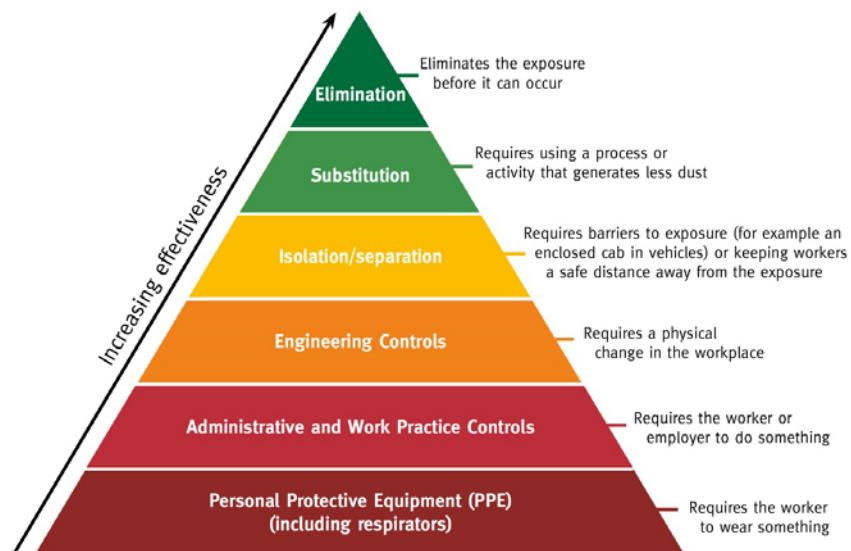 Increasing effectiveness
Elimination
Eliminates the exposure
before it can occur
Substitution
Requires using a process or
activity that generates less dust
Isolation/separation
Requires barriers to exposure (for example an
enclosed cab in vehicles) or keeping workers
a safe distance away from the exposure
Engineering Controls
Requires a physical
change in the workplace
Administrative and Work Practice Controls
Requires the worker or
employer to do something
Personal Protective Equipment (PPE)
(including respirators)
Requires the worker
to wear something